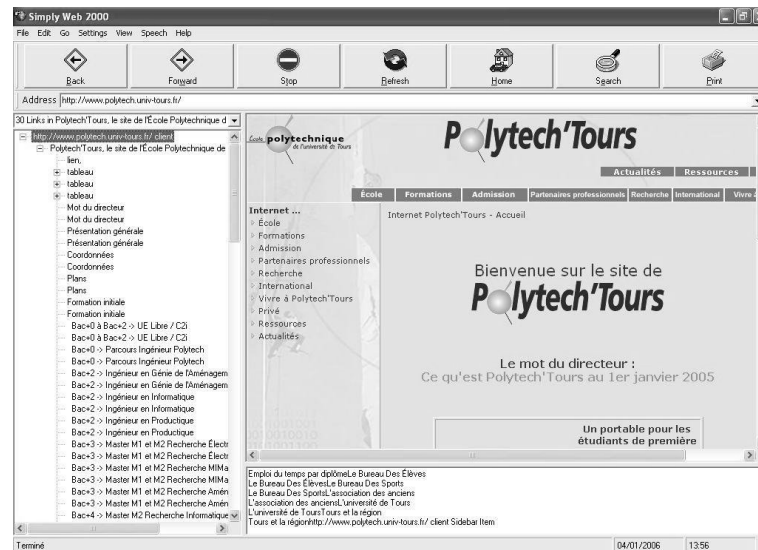 Simply Web 2000
File Edit Go Settings View Speech Help
Back Forward Stop Refresh Home Search Print
Address http://www.polytech.univ-tours.fr/
30 Links in Polytech'Tours, le site de l'École Polytechnique d
http://www.polytech.univ-tours.fr/ client
Polytech'Tours, le site de l'École Polytechnique de
lien,
tableau
tableau
tableau
Mot du directeur
Mot du directeur
Présentation générale
Présentation générale
Coordonnées
Coordonnées
Plans
Plans
Formation initiale
Formation initiale
Bac+0 à Bac+2 -> UE Libre / C2i
Bac+0 à Bac+2 -> UE Libre / C2i
Bac+0 -> Parcours Ingénieur Polytech
Bac+0 -> Parcours Ingénieur Polytech
Bac+2 -> Ingénieur en Génie de l'Aménagem
Bac+2 -> Ingénieur en Génie de l'Aménagem
Bac+2 -> Ingénieur en Informatique
Bac+2 -> Ingénieur en Informatique
Bac+2 -> Ingénieur en Productique
Bac+2 -> Ingénieur en Productique
Bac+3 -> Master M1 et M2 Recherche Électr
Bac+3 -> Master M1 et M2 Recherche Électr
Bac+3 -> Master M1 et M2 Recherche MIMa
Bac+3 -> Master M1 et M2 Recherche MIMa
Bac+3 -> Master M1 et M2 Recherche Amén
Bac+3 -> Master M1 et M2 Recherche Amén
Bac+4 -> Master M2 Recherche Informatique
École polytechnique
de l'université de Tours
Polytech'Tours
Actualités Ressources
École Formations Admission Partenaires professionnels Recherche International Vivre à
Internet ...
École
Formations
Admission
Partenaires professionnels
Recherche
International
Vivre à Polytech'Tours
Privé
Ressources
Actualités
Internet Polytech'Tours - Accueil
Bienvenue sur le site de
Polytech'Tours
Le mot du directeur :
Ce qu'est Polytech'Tours au 1er janvier 2005
Un portable pour les
étudiants de première
Emploi du temps par diplômeLe Bureau Des Élèves
Le Bureau Des ÉlèvesLe Bureau Des Sports
Le Bureau Des SportsL'association des anciens
L'association des anciensL'université de Tours
L'université de ToursTours et la région
Tours et la régionhttp://www.polytech.univ-tours.fr/ client Sidebar Item
Terminé 04/01/2006 13:56